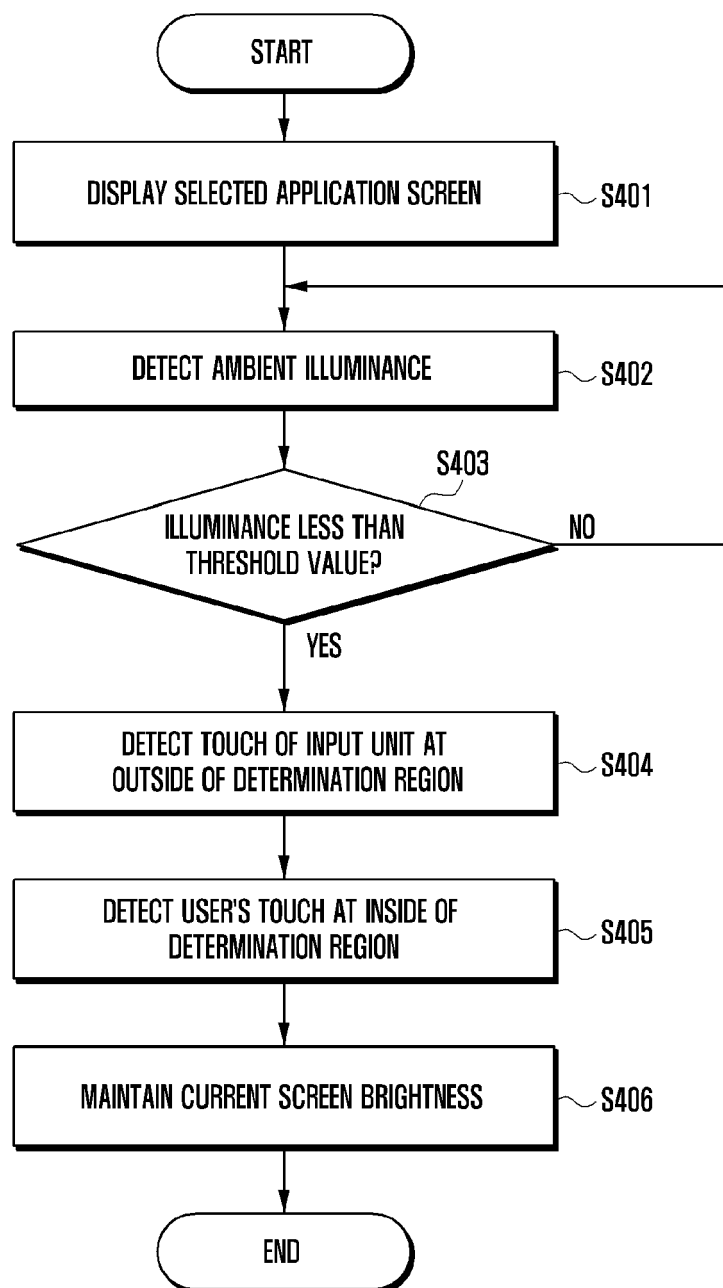 START
DISPLAY SELECTED APPLICATION SCREEN
S401
DETECT AMBIENT ILLUMINANCE
S402
S403
ILLUMINANCE LESS THAN
THRESHOLD VALUE?
NO
YES
DETECT TOUCH OF INPUT UNIT AT
OUTSIDE OF DETERMINATION REGION
S404
DETECT USER'S TOUCH AT INSIDE OF
DETERMINATION REGION
S405
MAINTAIN CURRENT SCREEN BRIGHTNESS
S406
END